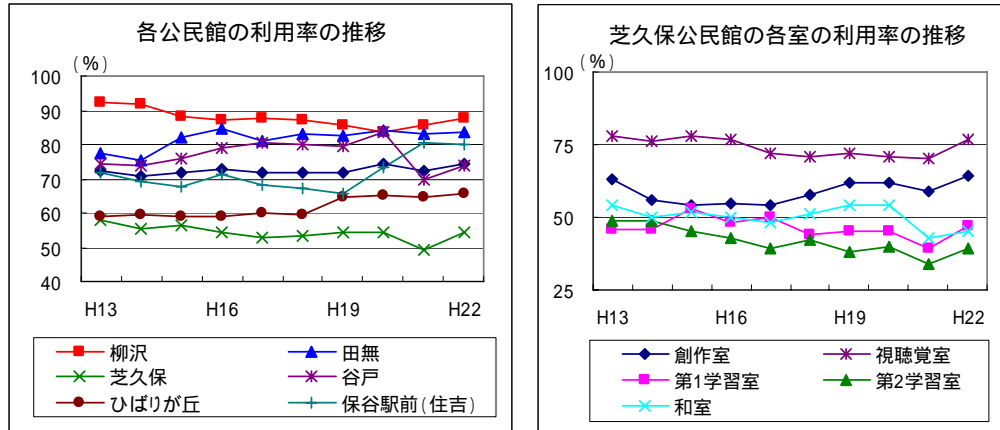 各公民館の利用率の推移
(%)
100
90
80
70
60
50
40
H13 H16 H19 H22
柳沢 田無
芝久保 谷戸
ひばりが丘 保谷駅前(住吉)
芝久保公民館の各室の利用率の推移
(%)
100
75
50
25
H13 H16 H19 H22
創作室 視聴覚室
第1学習室 第2学習室
和室